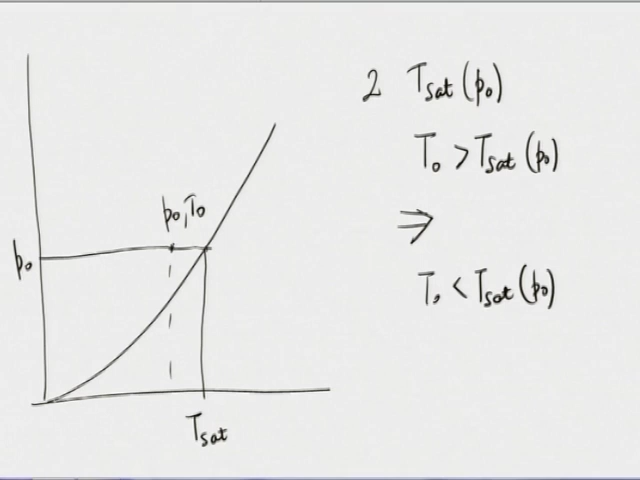 2 Tsat (p₀)
T₀ > Tsat (p₀)
⇒
T₀ < Tsat (p₀)
p₀,T₀
p₀
Tsat